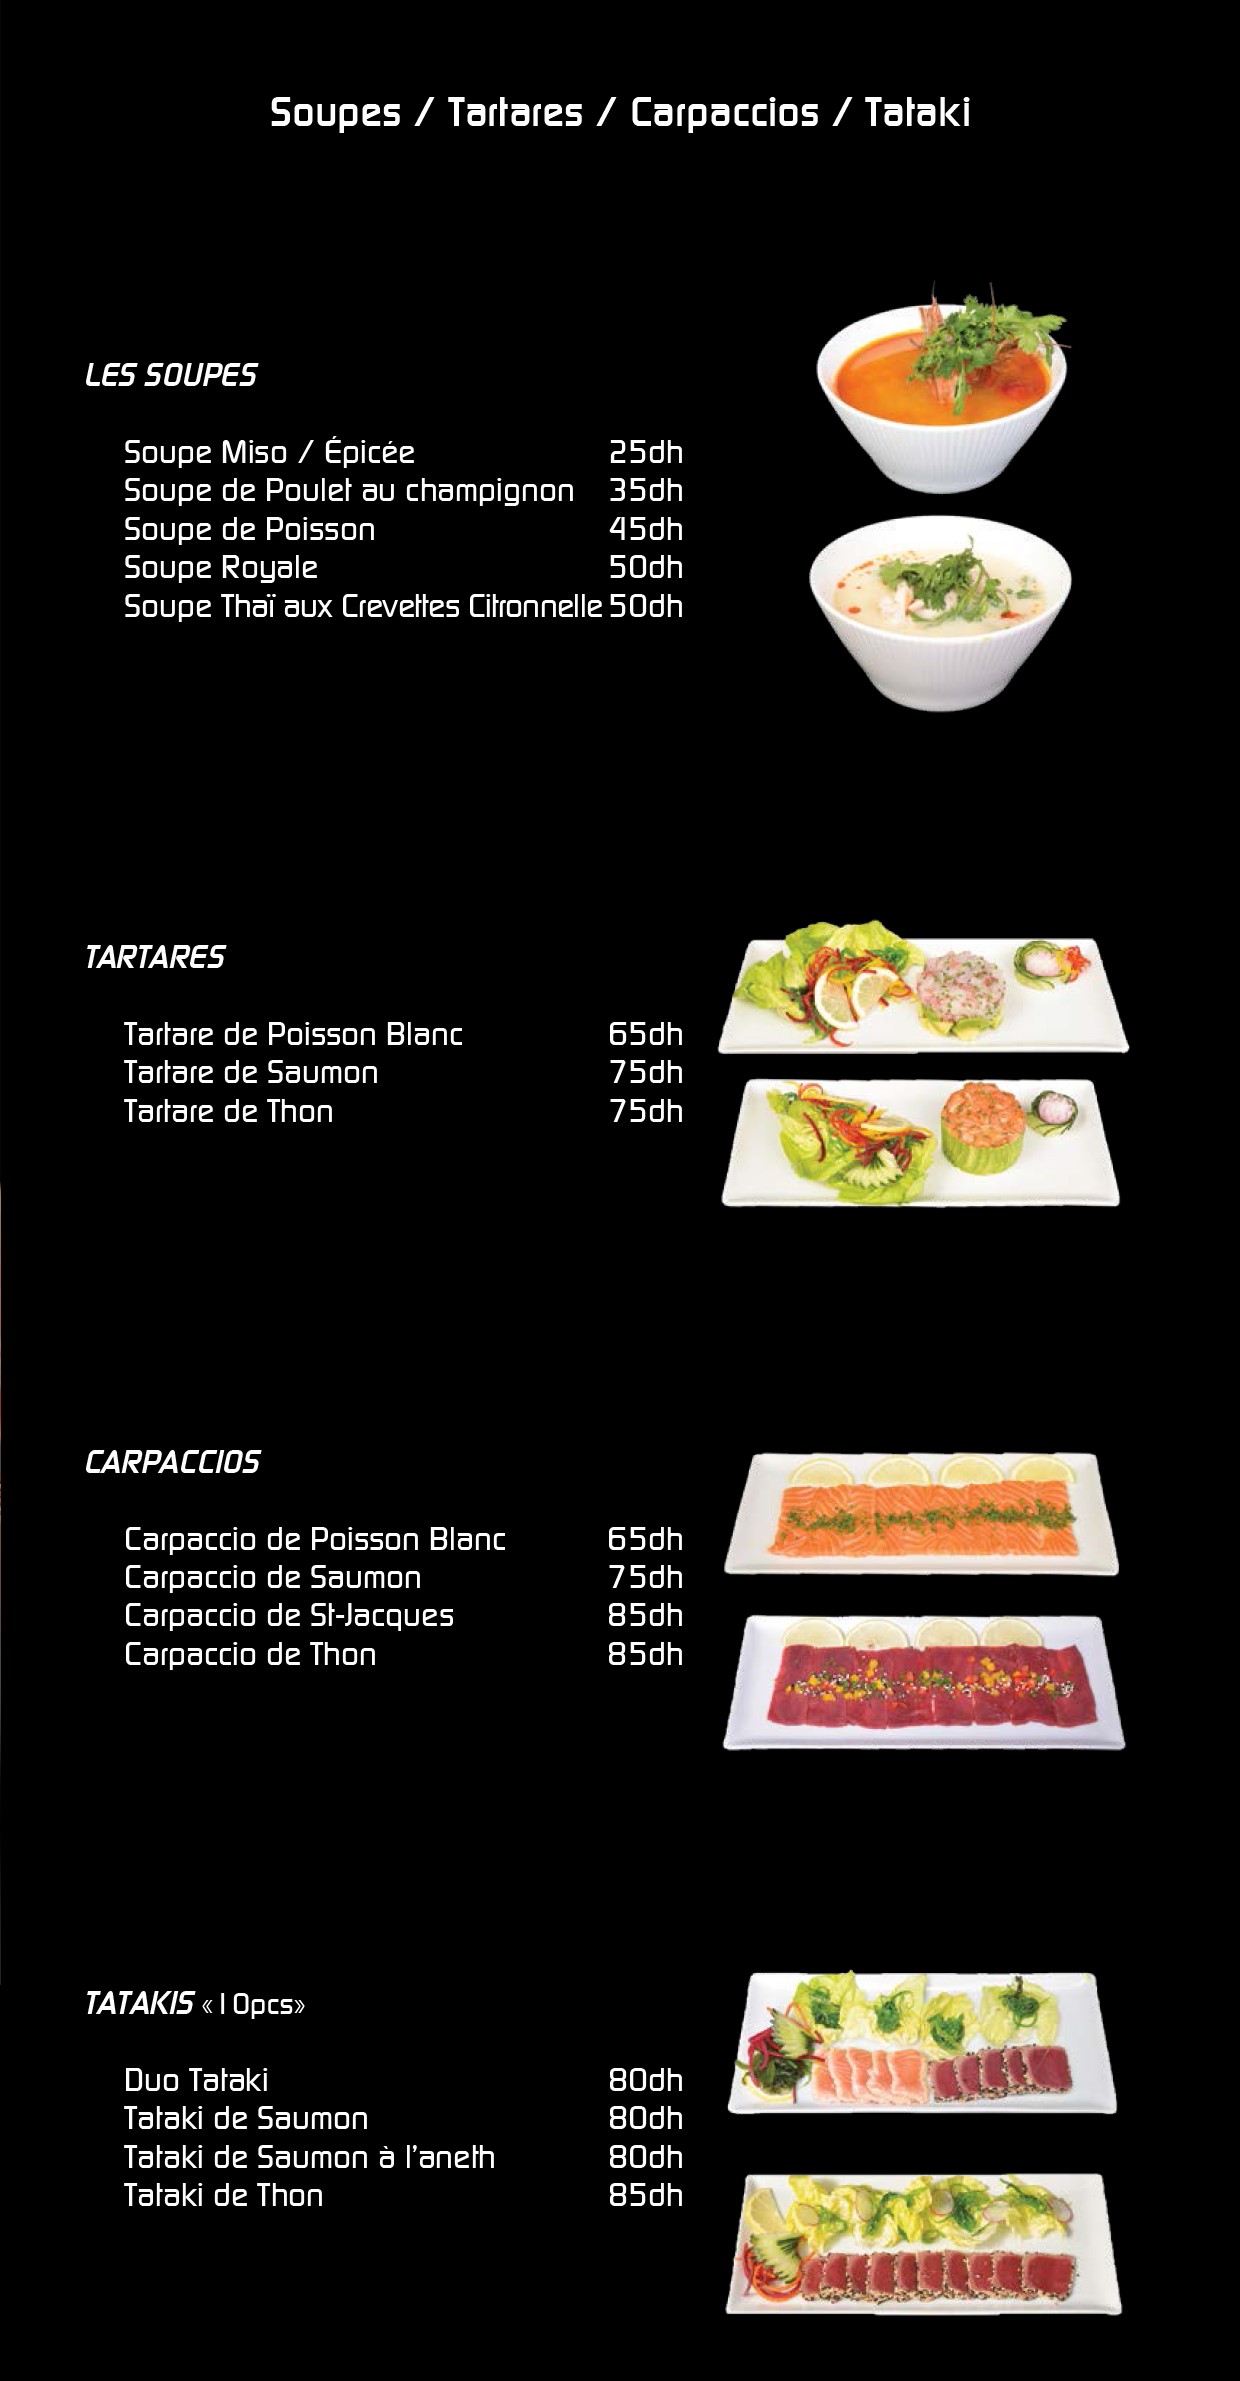 Soupes / Tartares / Carpaccios / Tataki
LES SOUPES
Soupe Miso / Épicée 25dh
Soupe de Poulet au champignon 35dh
Soupe de Poisson 45dh
Soupe Royale 50dh
Soupe Thaï aux Crevettes Citronnelle 50dh
TARTARES
Tartare de Poisson Blanc 65dh
Tartare de Saumon 75dh
Tartare de Thon 75dh
CARPACCIOS
Carpaccio de Poisson Blanc 65dh
Carpaccio de Saumon 75dh
Carpaccio de St-Jacques 85dh
Carpaccio de Thon 85dh
TATAKIS «10pcs»
Duo Tataki 80dh
Tataki de Saumon 80dh
Tataki de Saumon à l'aneth 80dh
Tataki de Thon 85dh